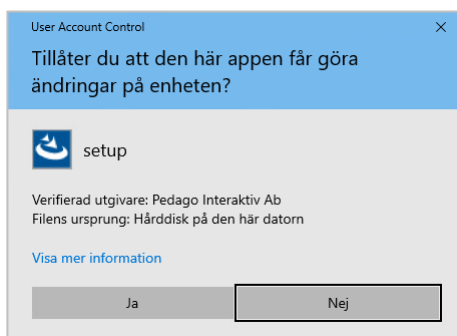 User Account Control
Tillåter du att den här appen får göra
ändringar på enheten?
setup
Verifierad utgivare: Pedago Interaktiv Ab
Filens ursprung: Hårddisk på den här datorn
Visa mer information
Ja
Nej